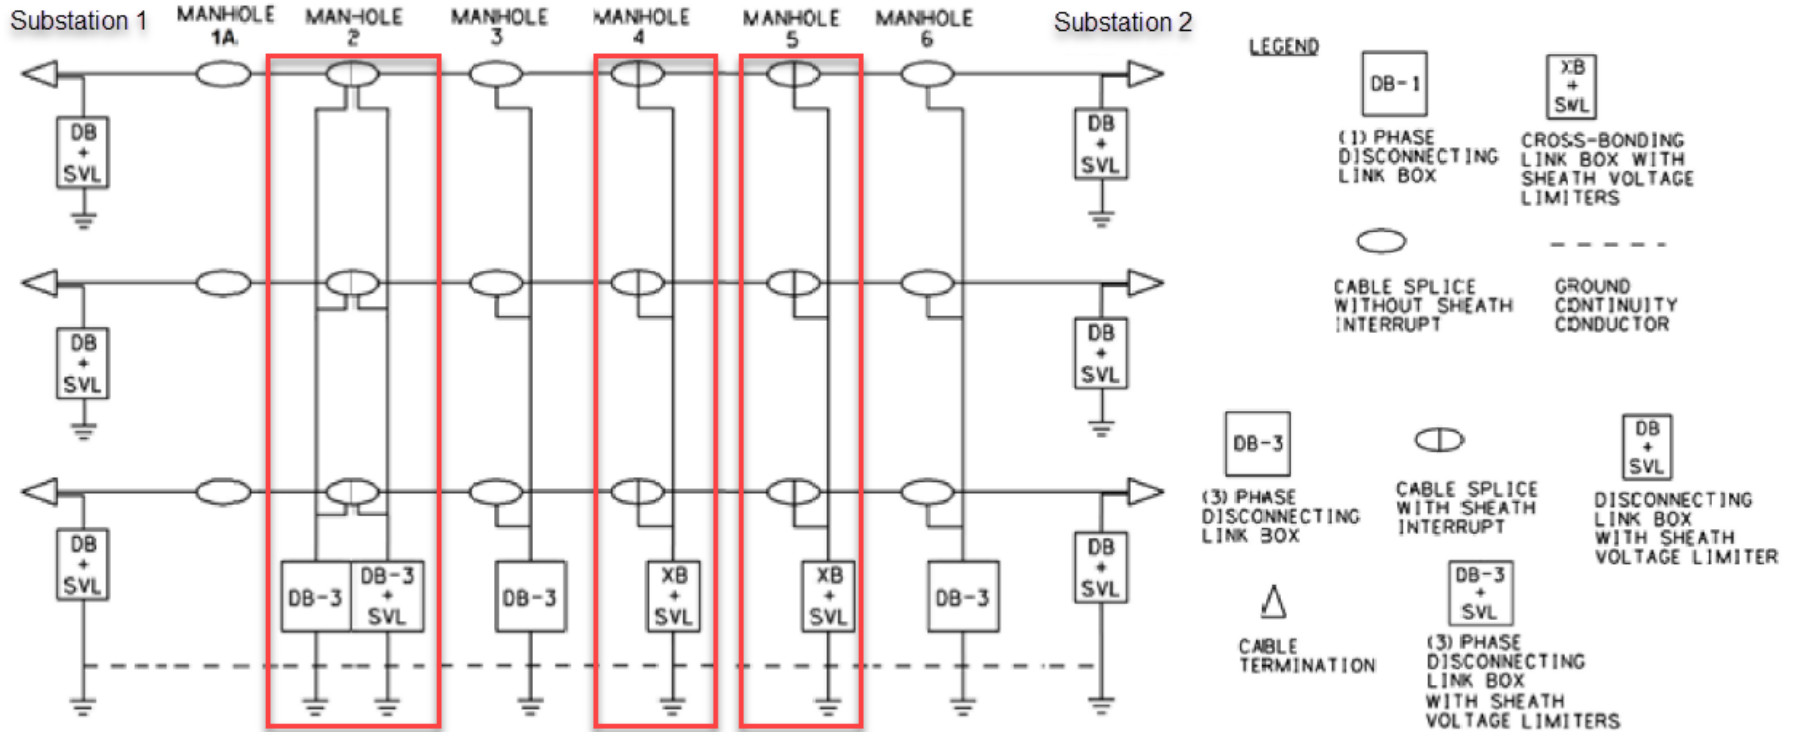 Substation 1
MANHOLE
1A
MANHOLE
2
MANHOLE
3
MANHOLE
4
MANHOLE
5
MANHOLE
6
Substation 2
DB
+
SVL
DB
+
SVL
DB
+
SVL
DB
+
SVL
DB
+
SVL
DB
+
SVL
DB-3
DB-3
+
SVL
DB-3
XB
+
SVL
XB
+
SVL
DB-3
LEGEND
DB-1
(1) PHASE
DISCONNECTING
LINK BOX
XB
+
SVL
CROSS-BONDING
LINK BOX WITH
SHEATH VOLTAGE
LIMITERS
CABLE SPLICE
WITHOUT SHEATH
INTERRUPT
GROUND
CONTINUITY
CONDUCTOR
DB-3
(3) PHASE
DISCONNECTING
LINK BOX
CABLE SPLICE
WITH SHEATH
INTERRUPT
DB
+
SVL
DISCONNECTING
LINK BOX
WITH SHEATH
VOLTAGE LIMITER
CABLE
TERMINATION
DB-3
+
SVL
(3) PHASE
DISCONNECTING
LINK BOX
WITH SHEATH
VOLTAGE LIMITERS